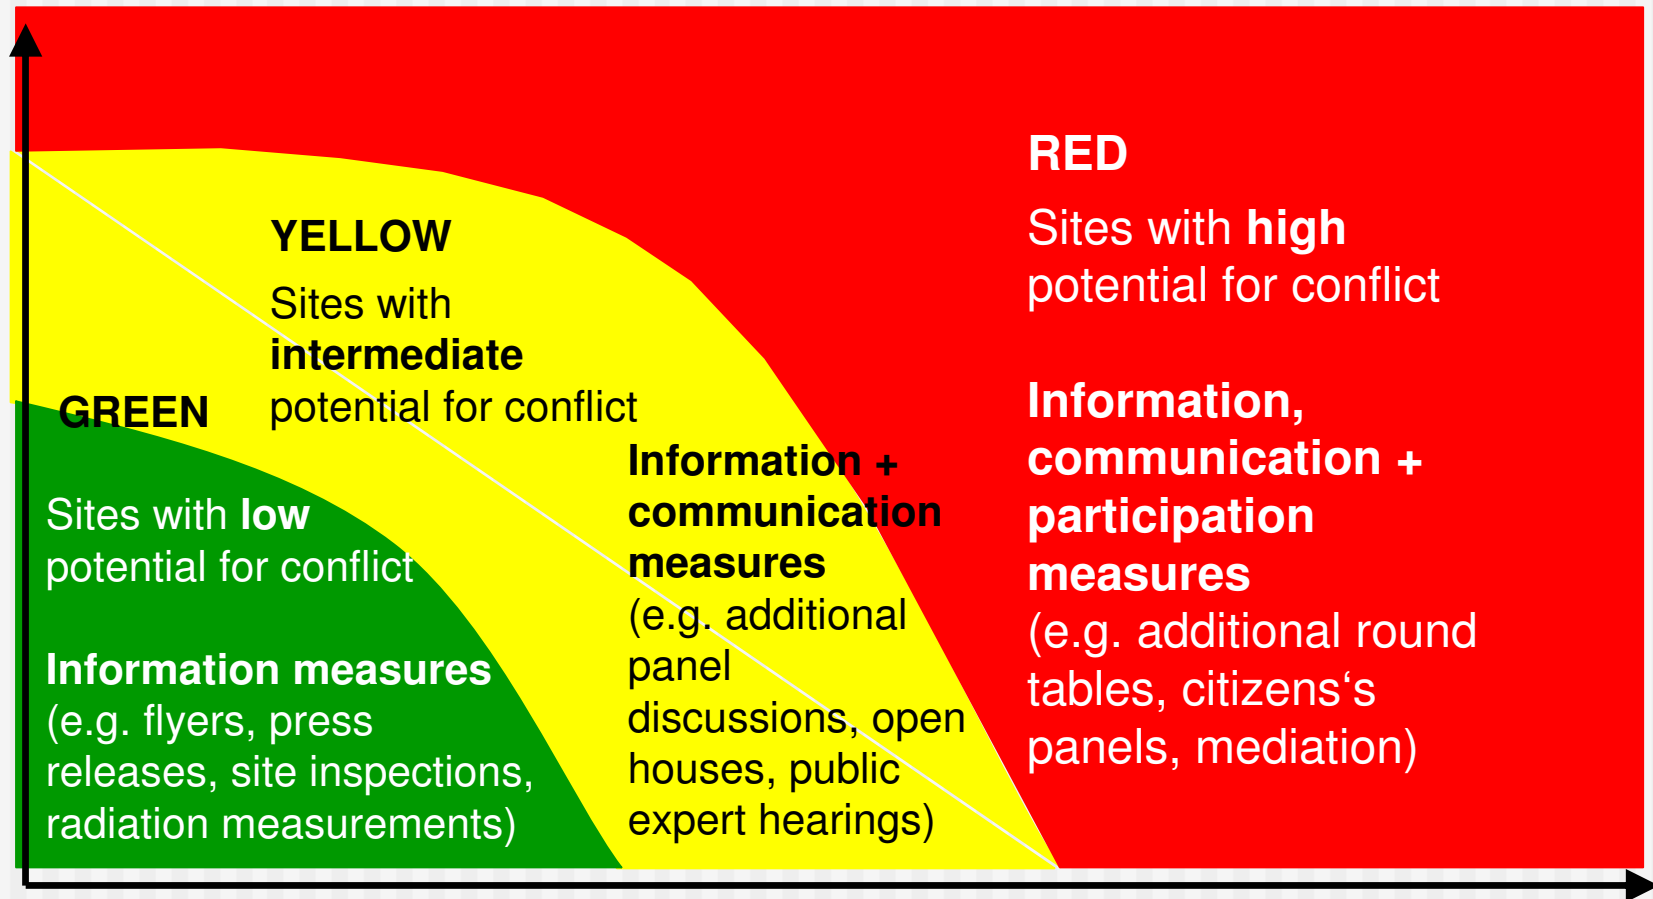 YELLOW
Sites with
intermediate
potential for conflict
Information +
communication
measures
(e.g. additional
panel
discussions, open
houses, public
expert hearings)
GREEN
Sites with low
potential for conflict
Information measures
(e.g. flyers, press
releases, site inspections,
radiation measurements)
RED
Sites with high
potential for conflict
Information,
communication +
participation
measures
(e.g. additional round
tables, citizens‘s
panels, mediation)